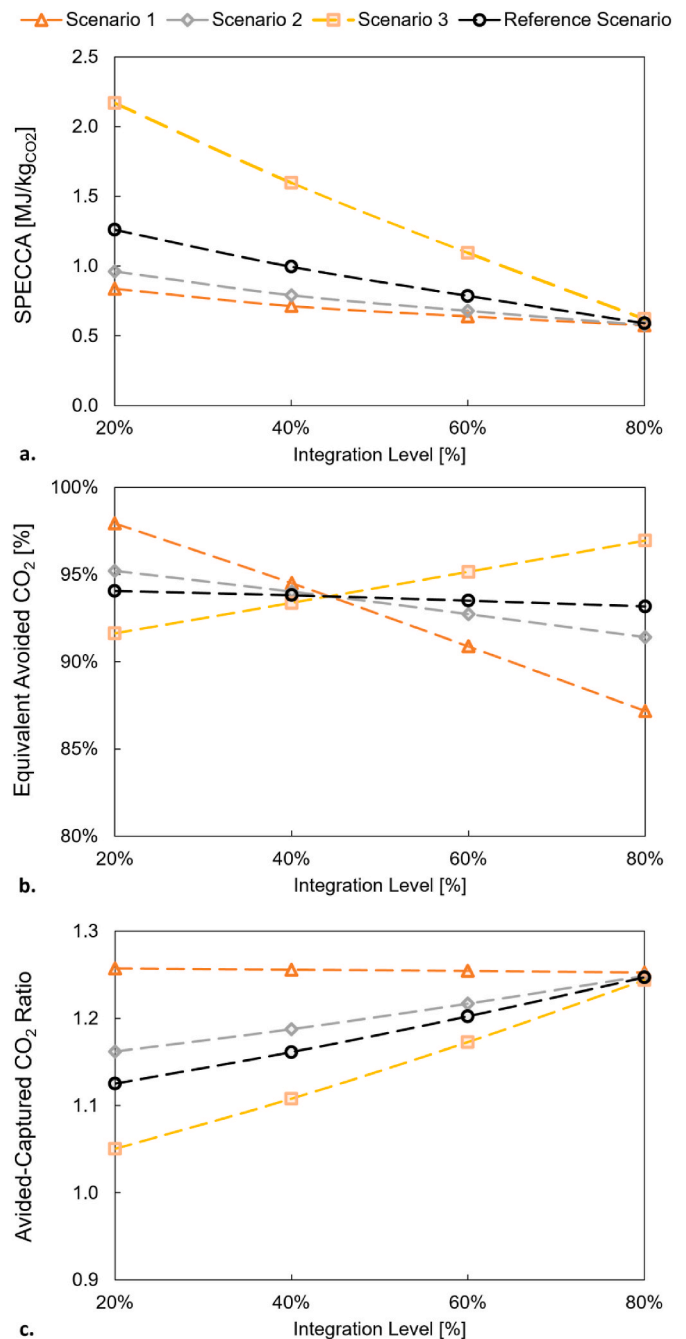 Scenario 1 Scenario 2 Scenario 3 Reference Scenario
SPECCA [MJ/kgCO2]
2.5
2.0
1.5
1.0
0.5
0.0
20% 40% 60% 80%
a.
Integration Level [%]
Equivalent Avoided CO2 [%]
100%
95%
90%
85%
80%
20% 40% 60% 80%
b.
Integration Level [%]
Avided-Captured CO2 Ratio
1.3
1.2
1.1
1.0
0.9
20% 40% 60% 80%
c.
Integration Level [%]